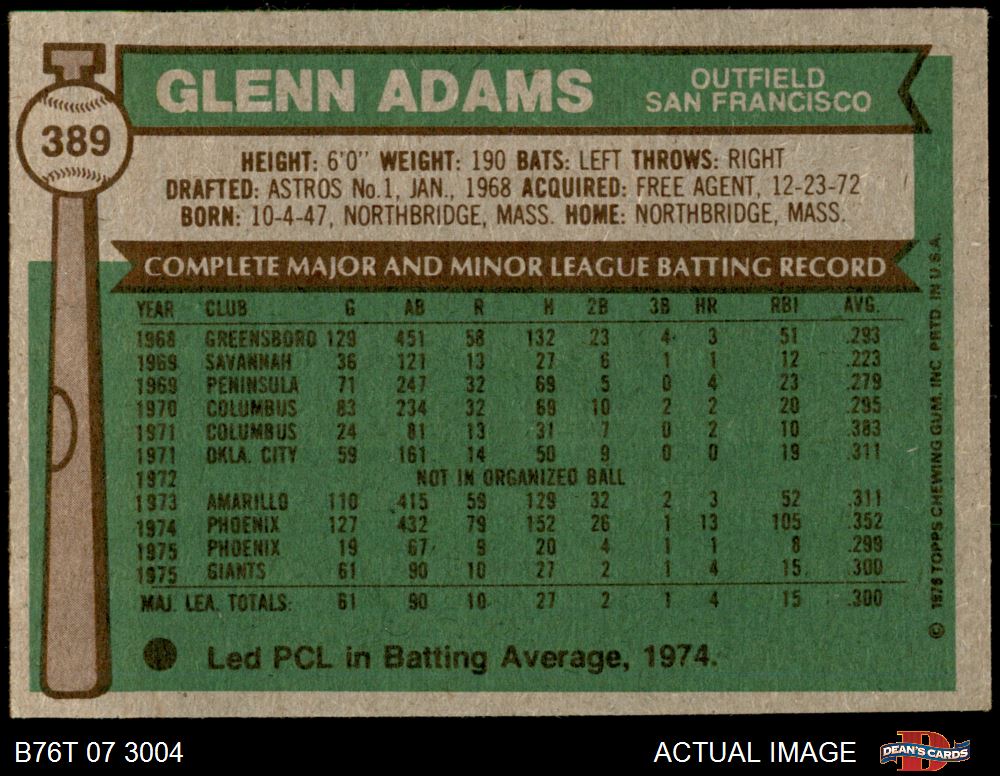 389
GLENN ADAMS
OUTFIELD
SAN FRANCISCO
HEIGHT: 6'0" WEIGHT: 190 BATS: LEFT THROWS: RIGHT
DRAFTED: ASTROS No.1, JAN., 1968 ACQUIRED: FREE AGENT, 12-23-72
BORN: 10-4-47, NORTHBRIDGE, MASS. HOME: NORTHBRIDGE, MASS.
COMPLETE MAJOR AND MINOR LEAGUE BATTING RECORD
YEAR CLUB G AB R H 2B 3B HR RBI AVG.
1968 GREENSBORO 129 451 58 132 23 4 3 51 .293
1969 SAVANNAH 36 121 13 27 6 1 1 12 .223
1969 PENINSULA 71 247 32 69 5 0 4 23 .279
1970 COLUMBUS 83 234 32 69 10 2 2 20 .295
1971 COLUMBUS 24 81 13 31 7 0 2 10 .383
1971 OKLA. CITY 59 161 14 50 9 0 0 19 .311
1972 NOT IN ORGANIZED BALL
1973 AMARILLO 110 415 59 129 32 2 3 52 .311
1974 PHOENIX 127 432 79 152 26 1 13 105 .352
1975 PHOENIX 19 67 9 20 4 1 1 8 .299
1975 GIANTS 61 90 10 27 2 1 4 15 .300
MAJ. LEA. TOTALS: 61 90 10 27 2 1 4 15 .300
Led PCL in Batting Average, 1974.
© 1976 TOPPS CHEWING GUM, INC. PRTD. IN U.S.A.
B76T 07 3004
ACTUAL IMAGE
DEAN'S CARDS